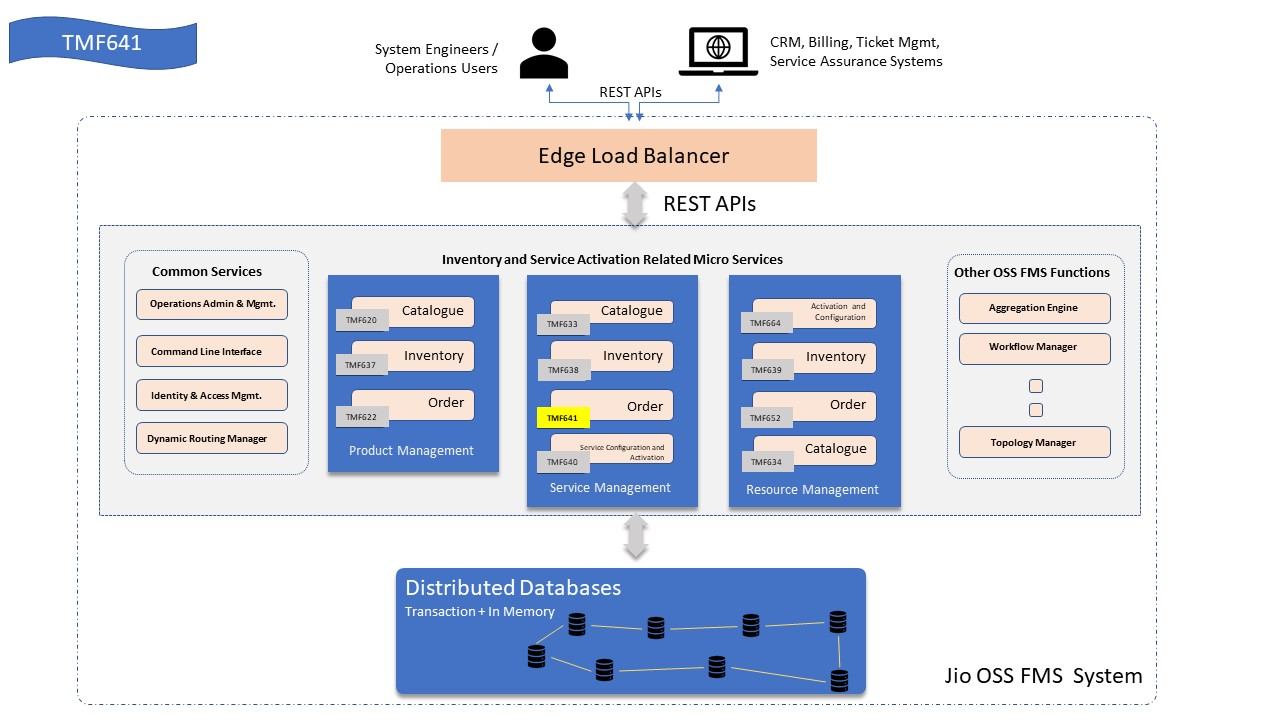 TMF641
System Engineers /
Operations Users
CRM, Billing, Ticket Mgmt,
Service Assurance Systems
REST APIs
Edge Load Balancer
REST APIs
Inventory and Service Activation Related Micro Services
Common Services
Operations Admin & Mgmt.
Command Line Interface
Identity & Access Mgmt.
Dynamic Routing Manager
Catalogue
TMF620
Inventory
TMF637
Order
TMF622
Product Management
Catalogue
TMF633
Inventory
TMF638
Order
TMF641
Service Configuration and
Activation
TMF640
Service Management
Activation and
Configuration
TMF664
Inventory
TMF639
Order
TMF652
Catalogue
TMF634
Resource Management
Other OSS FMS Functions
Aggregation Engine
Workflow Manager
Topology Manager
Distributed Databases
Transaction + In Memory
Jio OSS FMS System